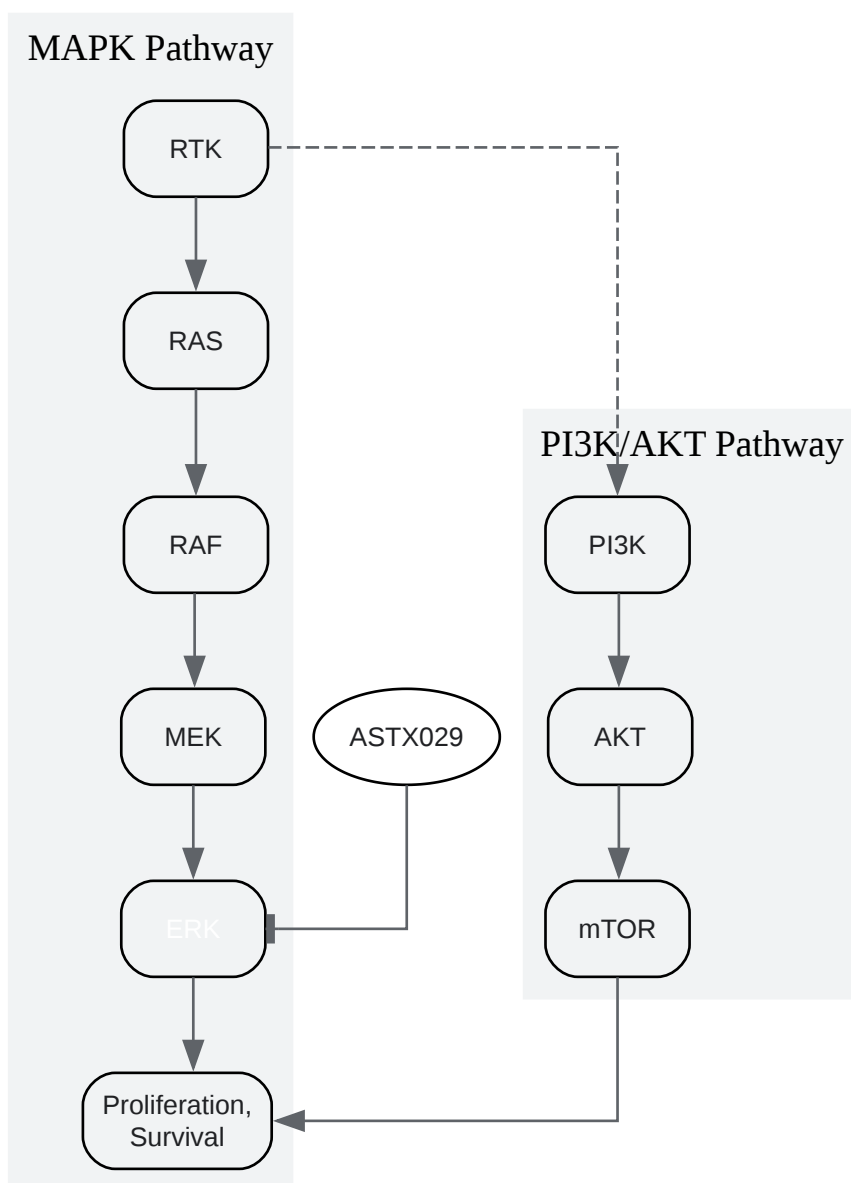 MAPK Pathway
RTK
RAS
PI3K/AKT Pathway
RAF
PI3K
MEK
ASTX029
AKT
ERK
mTOR
Proliferation,
Survival